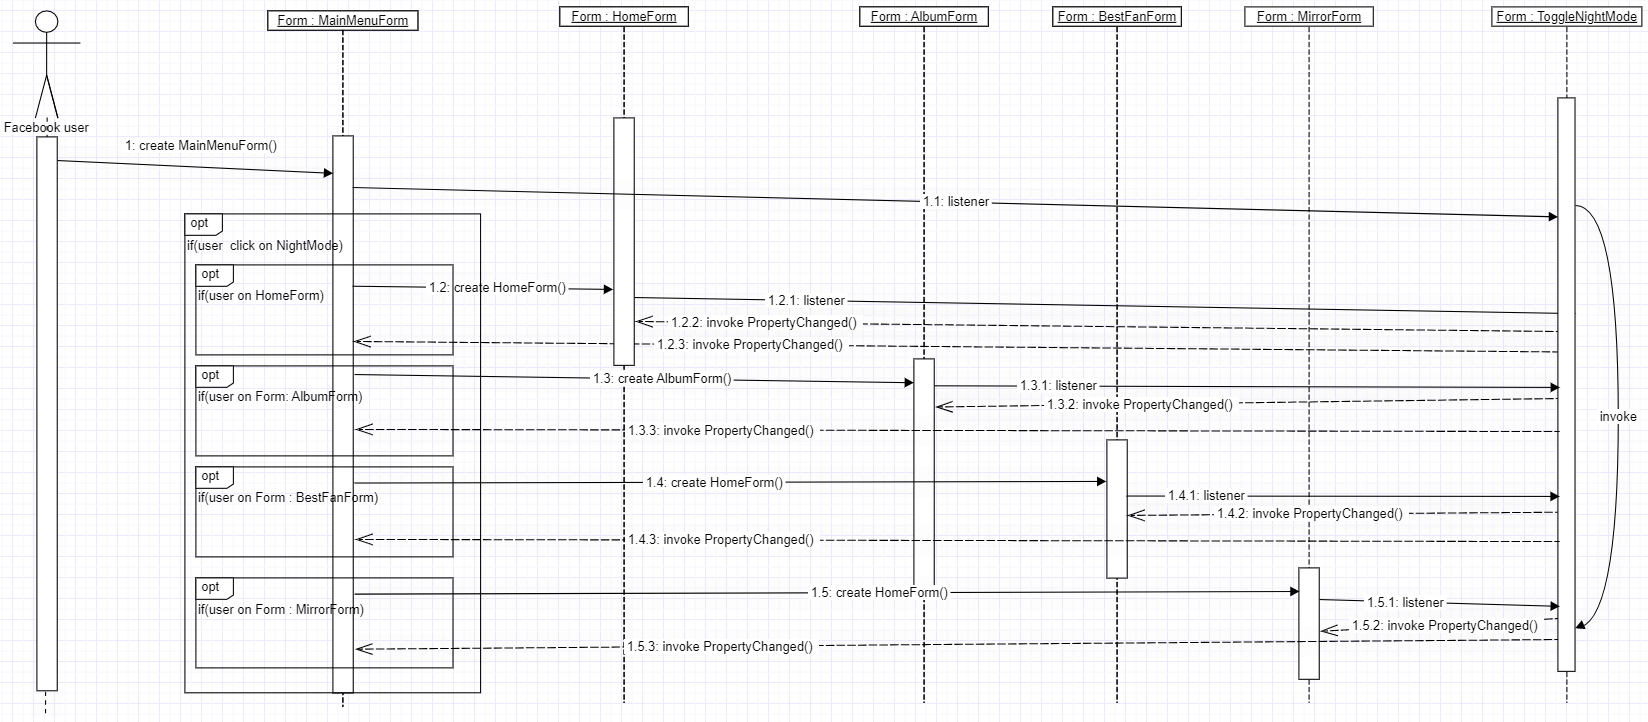 Form : MainMenuForm
Form : HomeForm
Form : AlbumForm
Form : BestFanForm
Form : MirrorForm
Form : ToggleNightMode
Facebook user
1: create MainMenuForm()
1.1: listener
opt
if(user click on NightMode)
opt
if(user on HomeForm)
1.2: create HomeForm()
1.2.1: listener
1.2.2: invoke PropertyChanged()
1.2.3: invoke PropertyChanged()
opt
if(user on Form: AlbumForm)
1.3: create AlbumForm()
1.3.1: listener
1.3.2: invoke PropertyChanged()
invoke
1.3.3: invoke PropertyChanged()
opt
if(user on Form : BestFanForm)
1.4: create HomeForm()
1.4.1: listener
1.4.2: invoke PropertyChanged()
1.4.3: invoke PropertyChanged()
opt
if(user on Form : MirrorForm)
1.5: create HomeForm()
1.5.1: listener
1.5.2: invoke PropertyChanged()
1.5.3: invoke PropertyChanged()